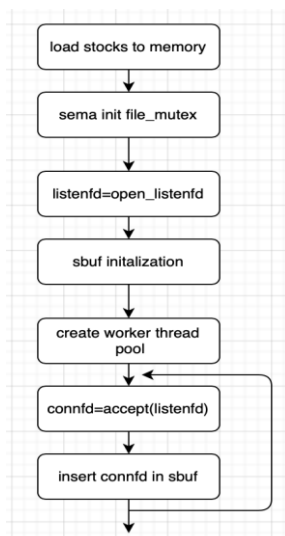 load stocks to memory
sema init file_mutex
listenfd=open_listenfd
sbuf initalization
create worker thread
pool
connfd=accept(listenfd)
insert connfd in sbuf